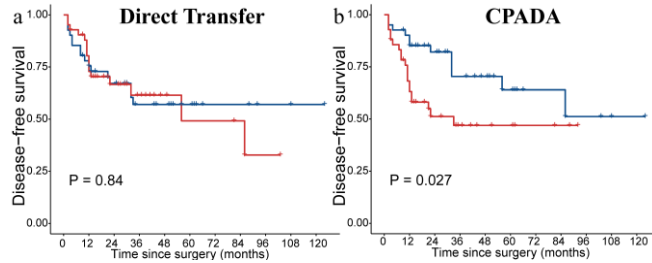 a Direct Transfer
Disease-free survival
1.00
0.75
0.50
0.25
0.00
P = 0.84
0 12 24 36 48 60 72 84 96 108 120
Time since surgery (months)
b CPADA
Disease-free survival
1.00
0.75
0.50
0.25
0.00
P = 0.027
0 12 24 36 48 60 72 84 96 108 120
Time since surgery (months)